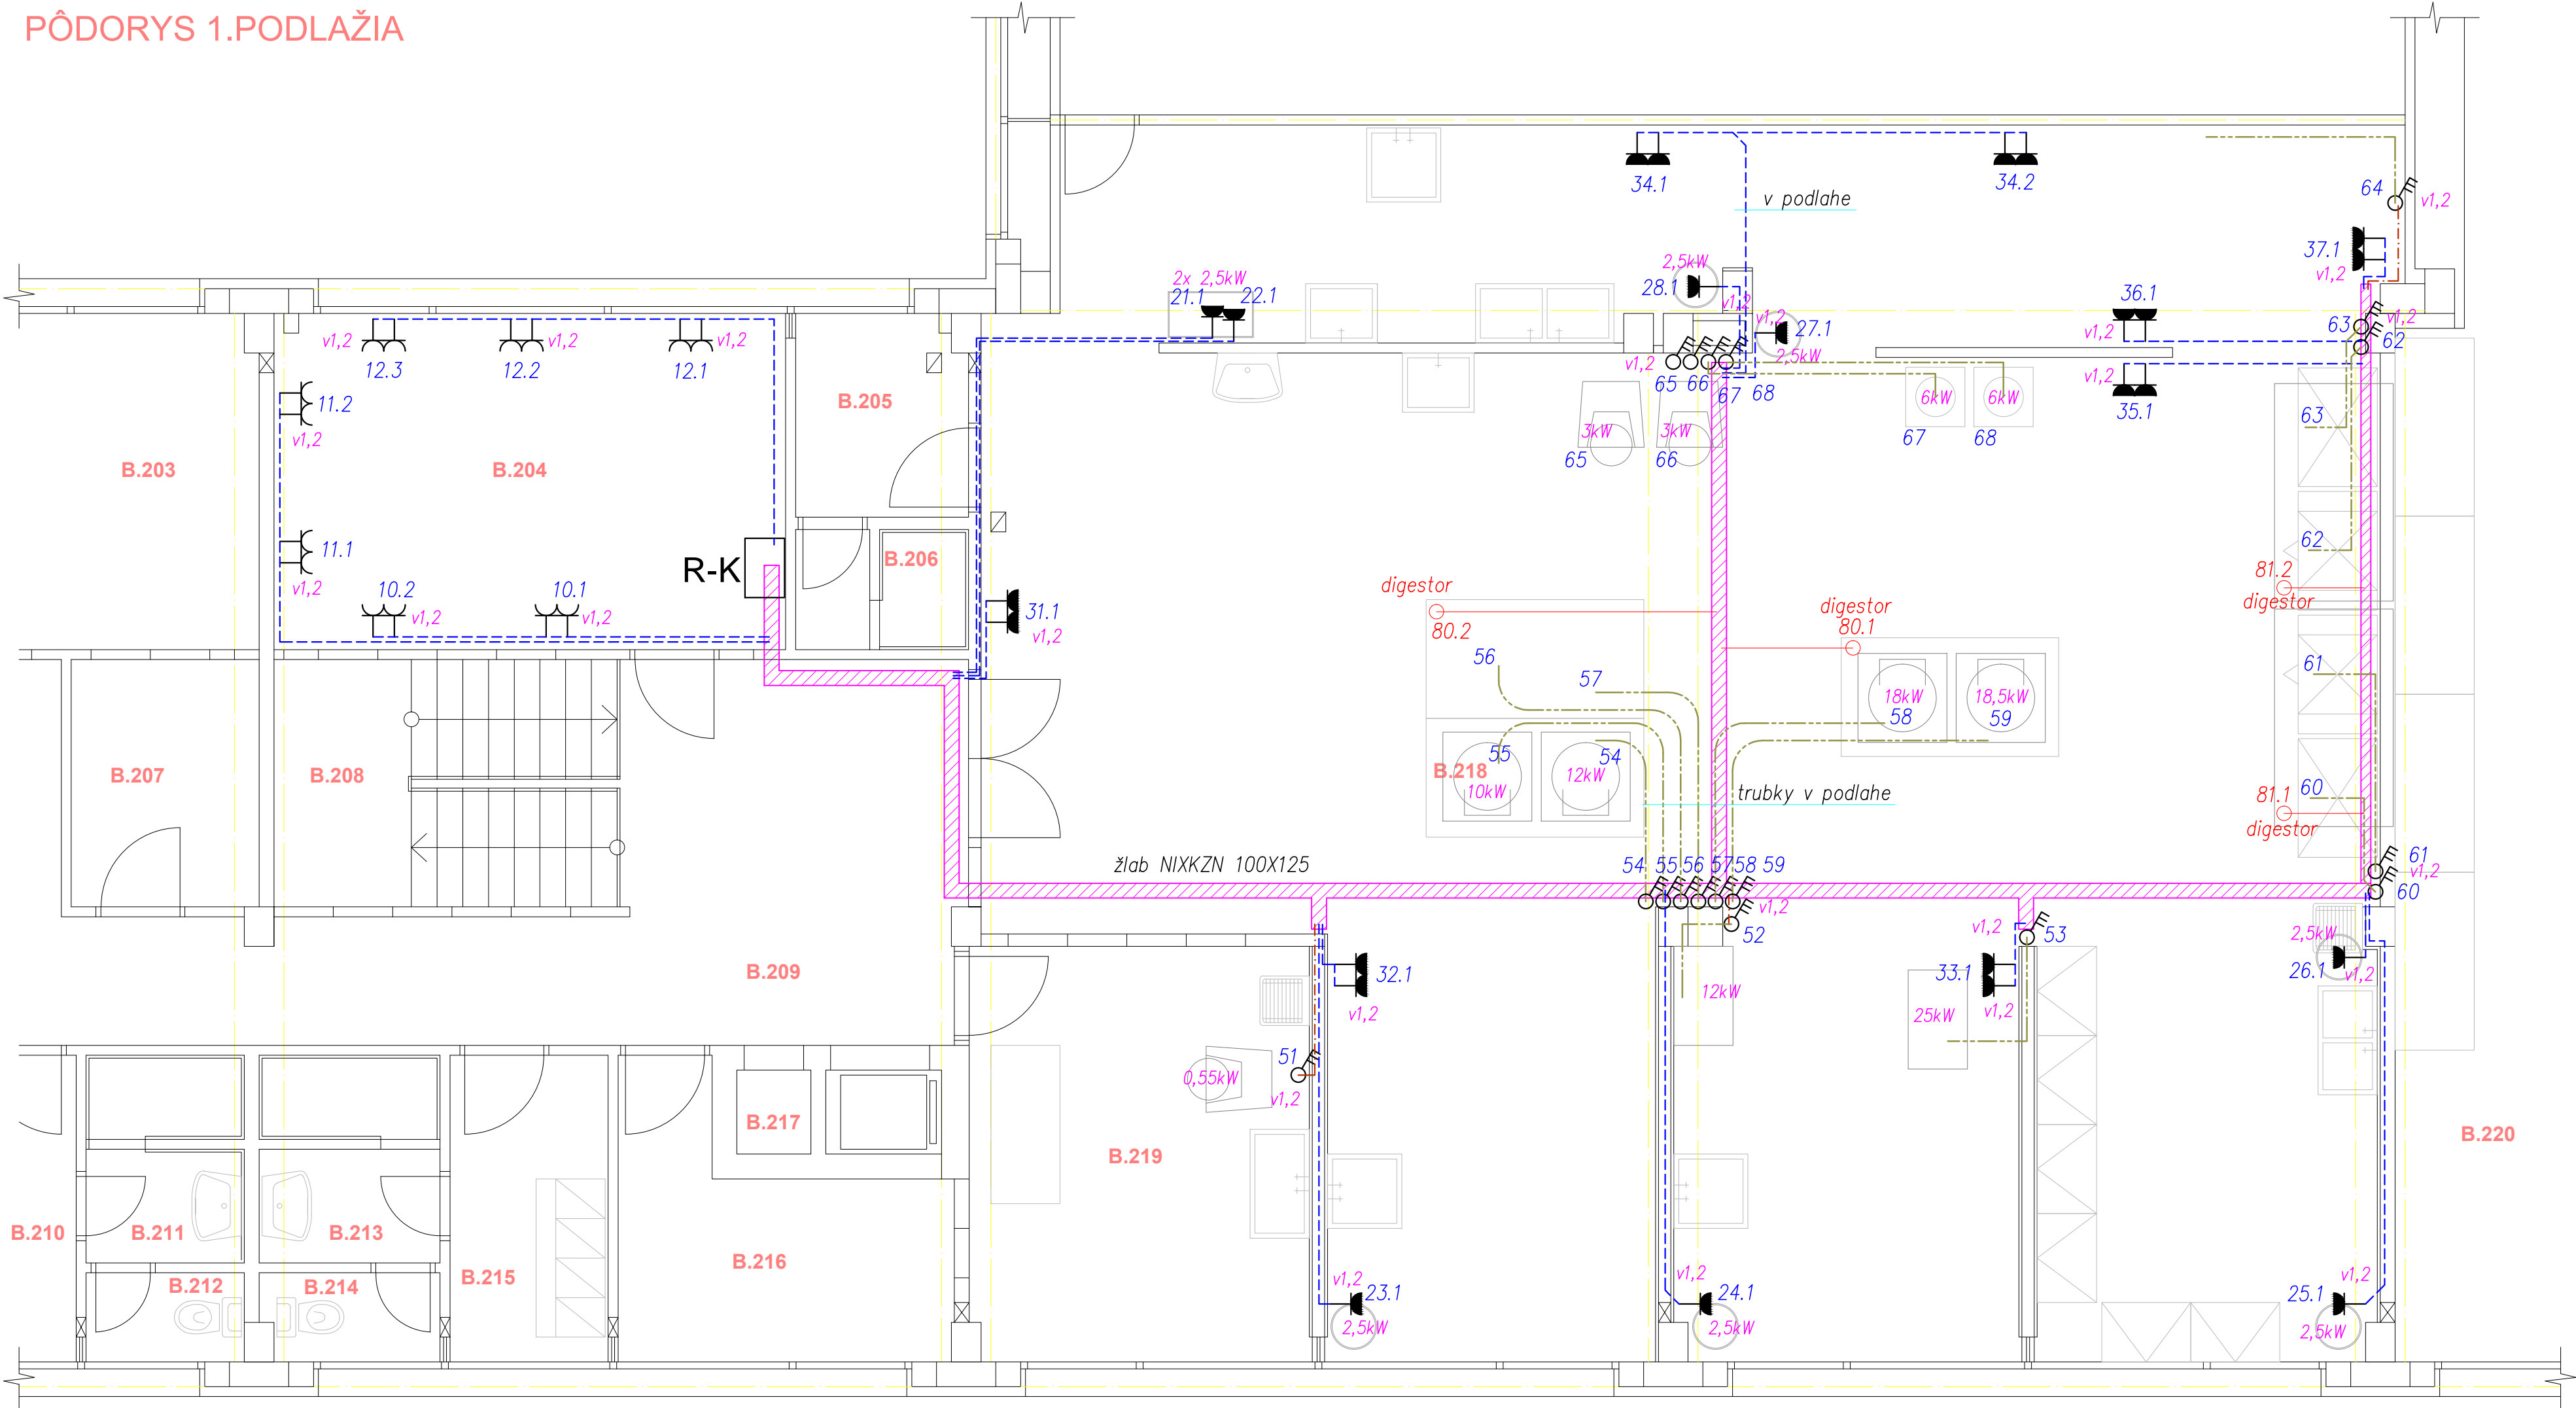 PÔDORYS 1.PODLAŽIA
34.1
34.2
v podlahe
64
v1,2
37.1
v1,2
2x 2,5kW
21.1
22.1
2,5kW
28.1
v1,2
v1,2
27.1
2,5kW
36.1
v1,2
63
v1,2
62
v1,2
12.3
v1,2
12.2
v1,2
12.1
v1,2
65
66
67
68
v1,2
35.1
11.2
v1,2
B.205
6kW
6kW
67
68
63
3kW
3kW
65
66
B.203
B.204
11.1
v1,2
R-K
B.206
62
10.2
v1,2
10.1
v1,2
31.1
v1,2
digestor
80.2
digestor
80.1
81.2
digestor
56
57
61
18kW
58
18,5kW
59
B.207
B.208
55
54
B.218
10kW
12kW
trubky v podlahe
60
81.1
digestor
žlab NIXKZN 100X125
54
55
56
57
58
59
61
v1,2
60
v1,2
52
v1,2
53
B.209
32.1
v1,2
12kW
33.1
v1,2
25kW
2,5kW
26.1
v1,2
51
0,55kW
v1,2
B.217
B.219
B.220
B.210
B.211
B.213
B.212
B.214
B.215
B.216
v1,2
23.1
2,5kW
v1,2
24.1
2,5kW
v1,2
25.1
2,5kW